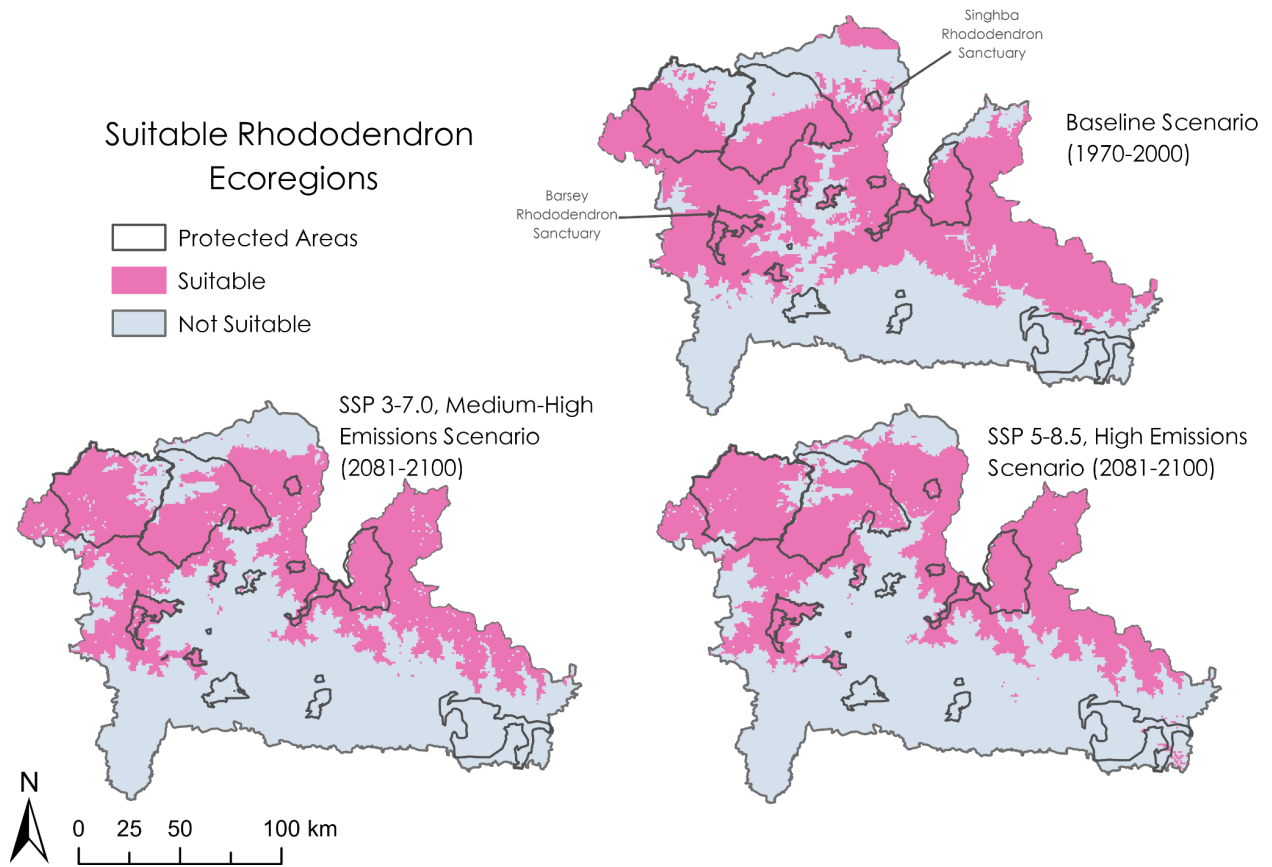 Suitable Rhododendron
Ecoregions
Protected Areas
Suitable
Not Suitable
Singhba
Rhododendron
Sanctuary
Baseline Scenario
(1970-2000)
Barsey
Rhododendron
Sanctuary
SSP 3-7.0, Medium-High
Emissions Scenario
(2081-2100)
SSP 5-8.5, High Emissions
Scenario (2081-2100)
N
0 25 50 100 km